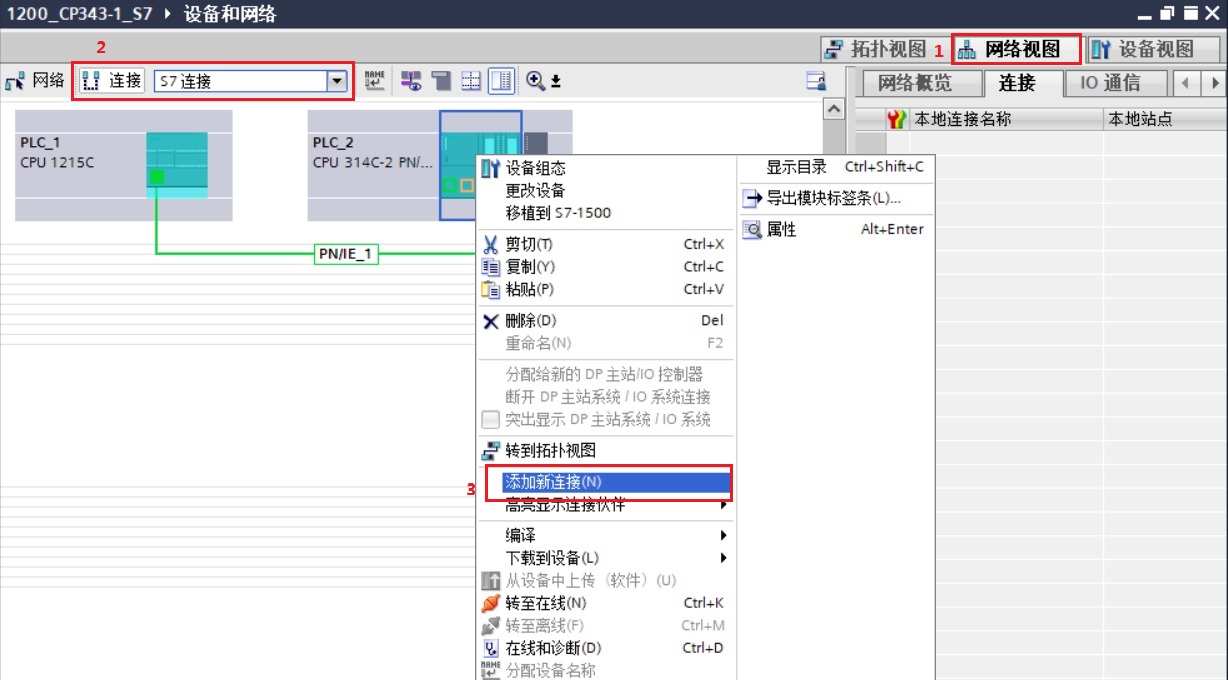 1200_CP343-1_S7 设备和网络
2
拓扑视图 1 网络视图 设备视图
网络 连接 S7 连接
NAME
网络概览 连接 IO 通信
本地连接名称 本地站点
PLC_1
CPU 1215C
PLC_2
CPU 314C-2 PN/...
PN/IE_1
设备组态
更改设备
移植到 S7-1500
剪切(T) Ctrl+X
复制(Y) Ctrl+C
粘贴(P) Ctrl+V
删除(D) Del
重命名(N) F2
分配给新的 DP 主站/IO 控制器
断开 DP 主站系统 / IO 系统连接
突出显示 DP 主站系统 / IO 系统
转到拓扑视图
3 添加新连接(N)
高亮显示连接伙伴
编译
下载到设备(L)
从设备中上传（软件）(U)
转至在线(N) Ctrl+K
转至离线(F) Ctrl+M
在线和诊断(D) Ctrl+D
NAME 分配设备名称
显示目录 Ctrl+Shift+C
导出模块标签条(L)...
属性 Alt+Enter